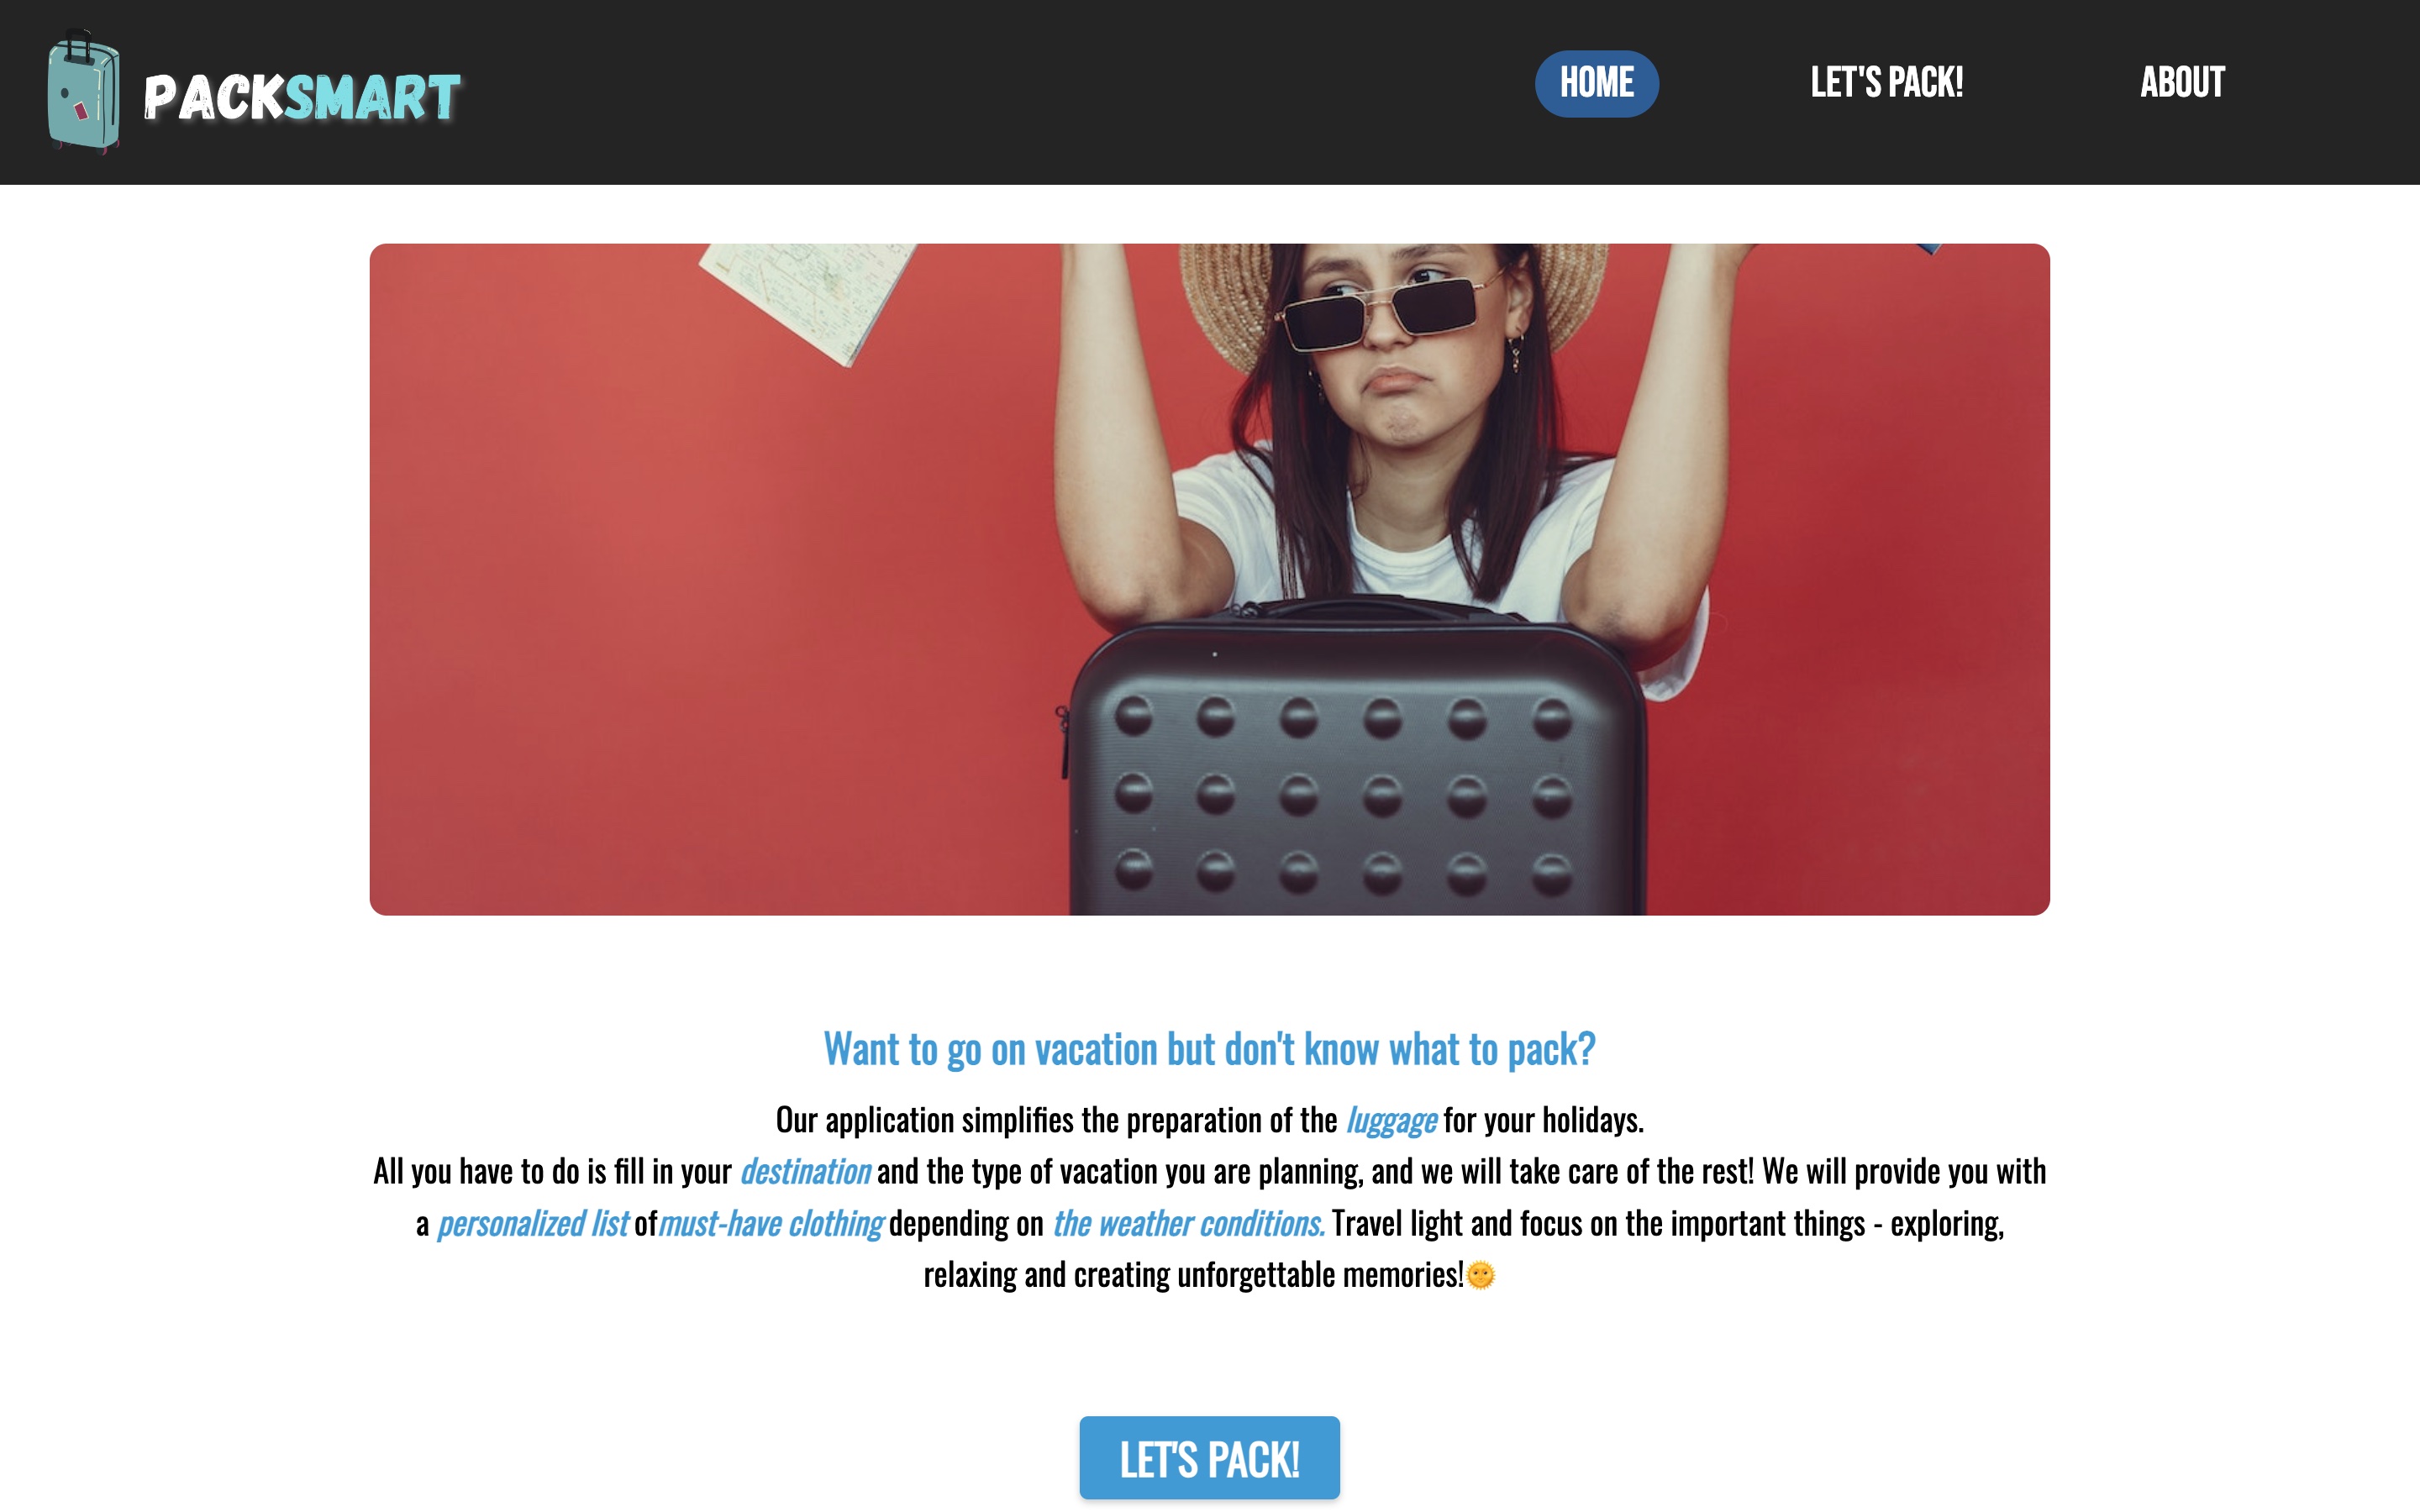 PACKSMART
HOME
LET'S PACK!
ABOUT
Want to go on vacation but don't know what to pack?
Our application simplifies the preparation of the luggage for your holidays.
All you have to do is fill in your destination and the type of vacation you are planning, and we will take care of the rest! We will provide you with
a personalized list ofmust-have clothing depending on the weather conditions. Travel light and focus on the important things - exploring,
relaxing and creating unforgettable memories!🌞
LET'S PACK!